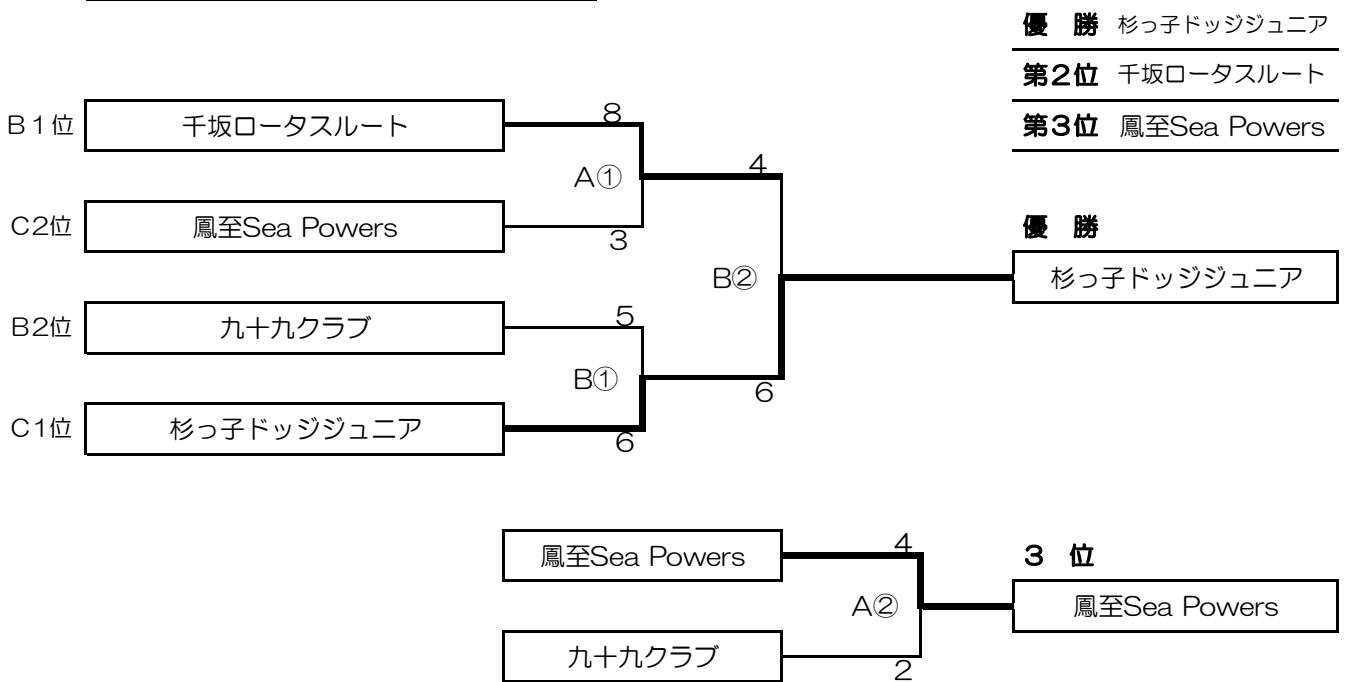 優　勝 杉っ子ドッジジュニア
第２位 千坂ロータスルート
第３位 鳳至Sea Powers
B１位 千坂ロータスルート 8
A① 4
C2位 鳳至Sea Powers 3
優　勝
B② 杉っ子ドッジジュニア
B2位 九十九クラブ 5
B① 6
C1位 杉っ子ドッジジュニア 6
鳳至Sea Powers 4 3　位
A② 鳳至Sea Powers
九十九クラブ 2